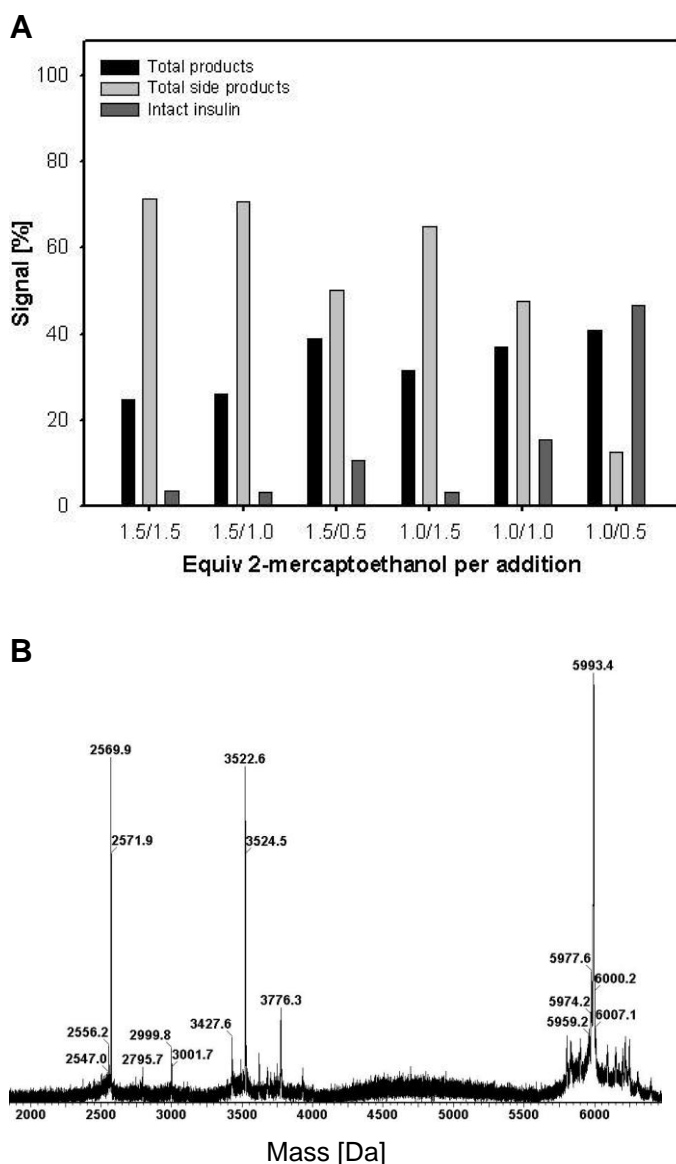 A
Total products
Total side products
Intact insulin
100
80
60
40
20
0
Signal [%]
1.5/1.5 1.5/1.0 1.5/0.5 1.0/1.5 1.0/1.0 1.0/0.5
Equiv 2-mercaptoethanol per addition
B
5993.4
2569.9
3522.6
2571.9
3524.5
5977.6
6000.2
3776.3
5974.2
6007.1
2556.2
2999.8
3427.6
5959.2
2547.0
2795.7
3001.7
2000 2500 3000 3500 4000 4500 5000 5500 6000
Mass [Da]